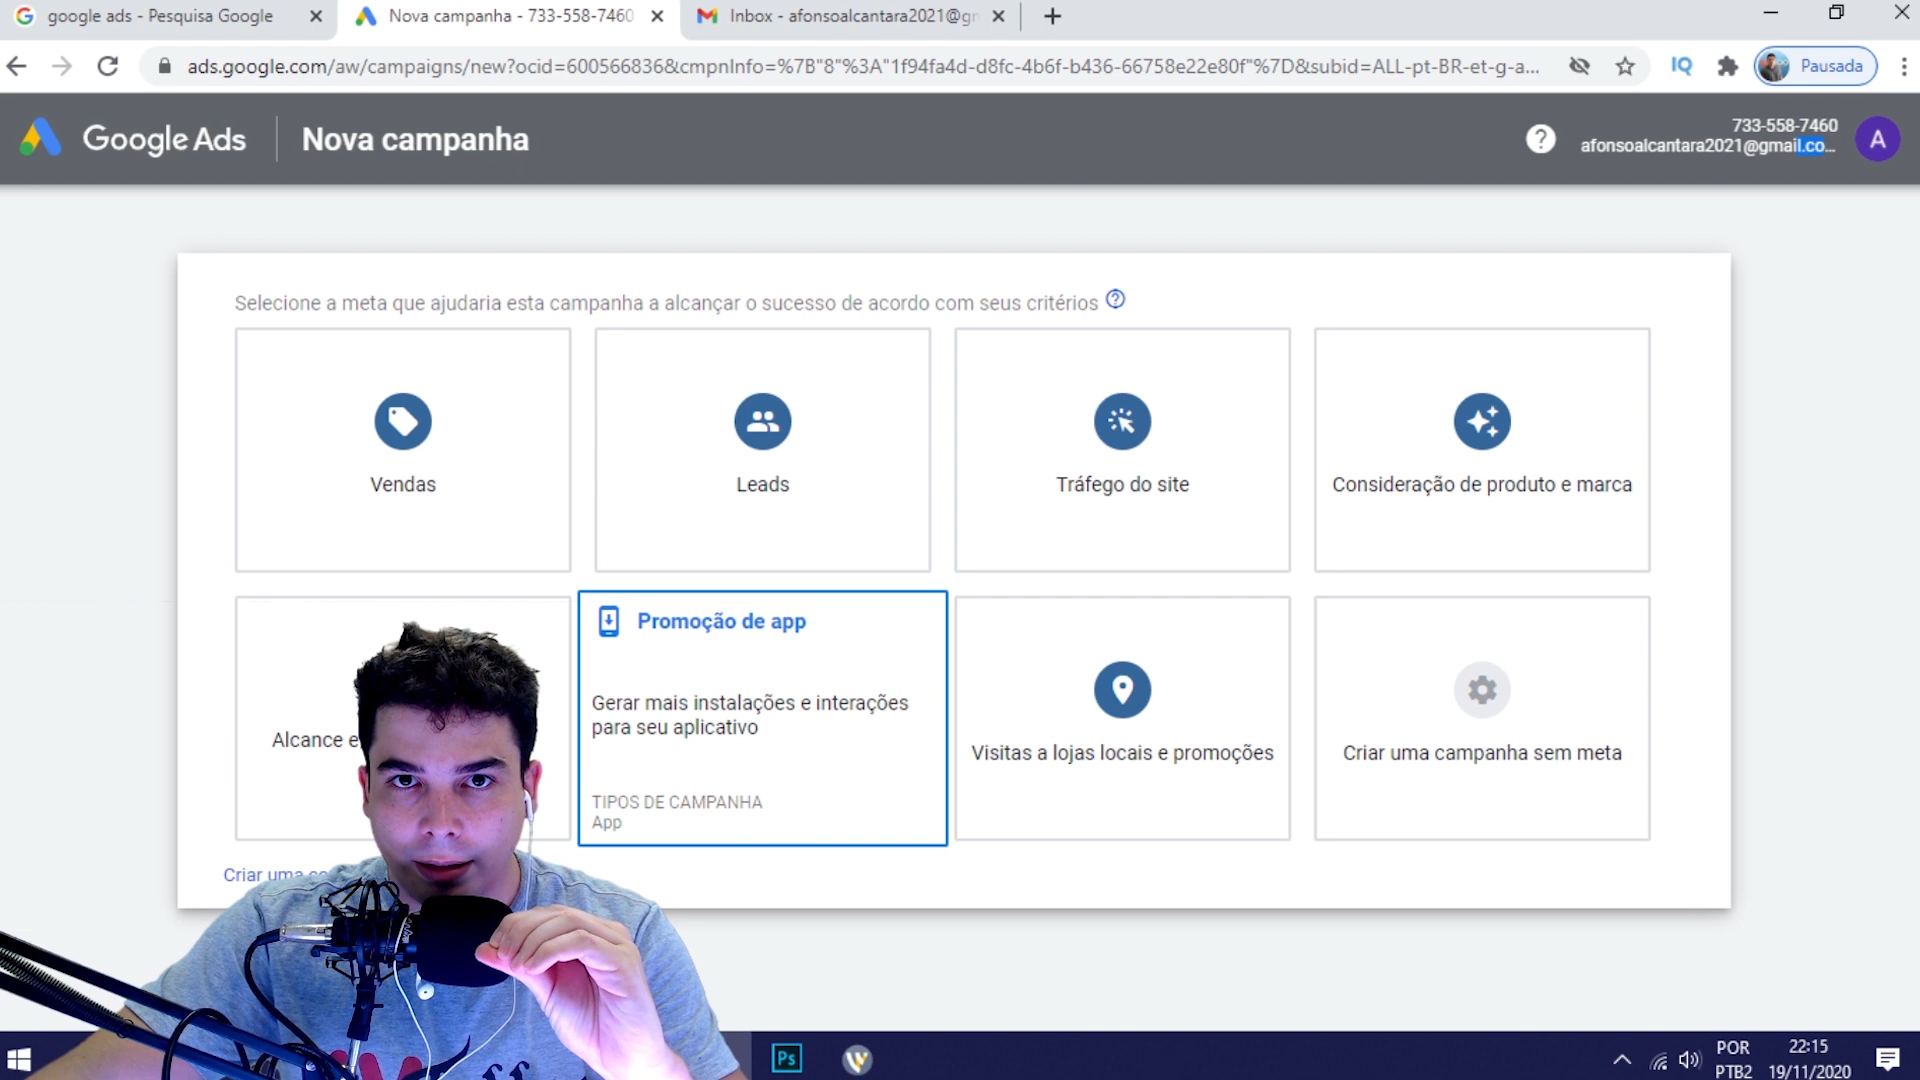 google ads - Pesquisa Google
Nova campanha - 733-558-7460
Inbox - afonsoalcantara2021@gm
ads.google.com/aw/campaigns/new?ocid=600566836&cmpnInfo=%7B"8"%3A"1f94fa4d-d8fc-4b6f-b436-66758e22e80f"%7D&subid=ALL-pt-BR-et-g-a...
IQ
Pausada
Google Ads
Nova campanha
?
733-558-7460
afonsoalcantara2021@gmail.co...
A
Selecione a meta que ajudaria esta campanha a alcançar o sucesso de acordo com seus critérios
Vendas
Leads
Tráfego do site
Consideração de produto e marca
Alcance e
Promoção de app
Gerar mais instalações e interações
para seu aplicativo
TIPOS DE CAMPANHA
App
Visitas a lojas locais e promoções
Criar uma campanha sem meta
Criar uma
Ps
POR
PTB2
22:15
19/11/2020